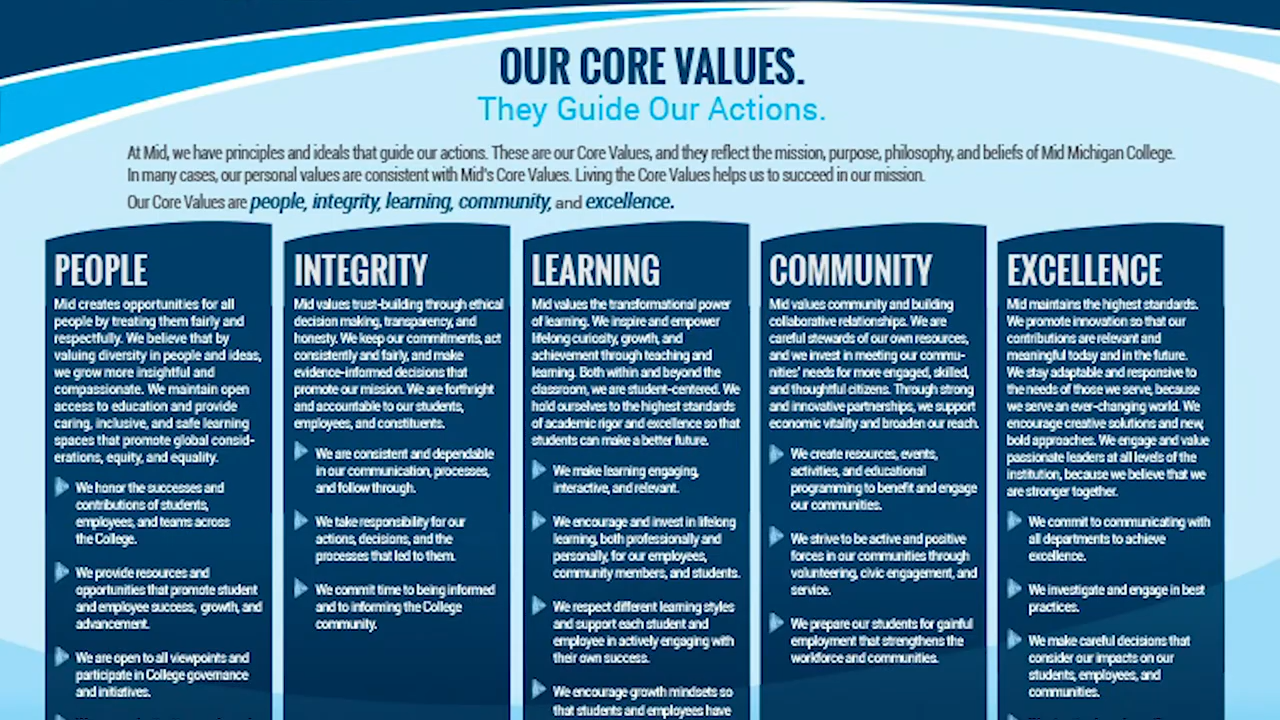 OUR CORE VALUES.
They Guide Our Actions.
At Mid, we have principles and ideals that guide our actions. These are our Core Values, and they reflect the mission, purpose, philosophy, and beliefs of Mid Michigan College.
In many cases, our personal values are consistent with Mid's Core Values. Living the Core Values helps us to succeed in our mission.
Our Core Values are people, integrity, learning, community, and excellence.
PEOPLE
Mid creates opportunities for all
people by treating them fairly and
respectfully. We believe that by
valuing diversity in people and ideas,
we grow more insightful and
compassionate. We maintain open
access to education and provide
caring, inclusive, and safe learning
spaces that promote global consid-
erations, equity, and equality.
We honor the successes and
contributions of students,
employees, and teams across
the College.
We provide resources and
opportunities that promote student
and employee success, growth, and
advancement.
We are open to all viewpoints and
participate in College governance
and initiatives.
INTEGRITY
Mid values trust-building through ethical
decision making, transparency, and
honesty. We keep our commitments, act
consistently and fairly, and make
evidence-informed decisions that
promote our mission. We are forthright
and accountable to our students,
employees, and constituents.
We are consistent and dependable
in our communication, processes,
and follow through.
We take responsibility for our
actions, decisions, and the
processes that led to them.
We commit time to being informed
and to informing the College
community.
LEARNING
Mid values the transformational power
of learning. We inspire and empower
lifelong curiosity, growth, and
achievement through teaching and
learning. Both within and beyond the
classroom, we are student-centered. We
hold ourselves to the highest standards
of academic rigor and excellence so that
students can make a better future.
We make learning engaging,
interactive, and relevant.
We encourage and invest in lifelong
learning, both professionally and
personally, for our employees,
community members, and students.
We respect different learning styles
and support each student and
employee in actively engaging with
their own success.
We encourage growth mindsets so
that students and employees have
COMMUNITY
Mid values community and building
collaborative relationships. We are
careful stewards of our own resources,
and we invest in meeting our commu-
nities' needs for more engaged, skilled,
and thoughtful citizens. Through strong
and innovative partnerships, we support
economic vitality and broaden our reach.
We create resources, events,
activities, and educational
programming to benefit and engage
our communities.
We strive to be active and positive
forces in our communities through
volunteering, civic engagement, and
service.
We prepare our students for gainful
employment that strengthens the
workforce and communities.
EXCELLENCE
Mid maintains the highest standards.
We promote innovation so that our
contributions are relevant and
meaningful today and in the future.
We stay adaptable and responsive to
the needs of those we serve, because
we serve an ever-changing world. We
encourage creative solutions and new,
bold approaches. We engage and value
passionate leaders at all levels of the
institution, because we believe that we
are stronger together.
We commit to communicating with
all departments to achieve
excellence.
We investigate and engage in best
practices.
We make careful decisions that
consider our impacts on our
students, employees, and
communities.